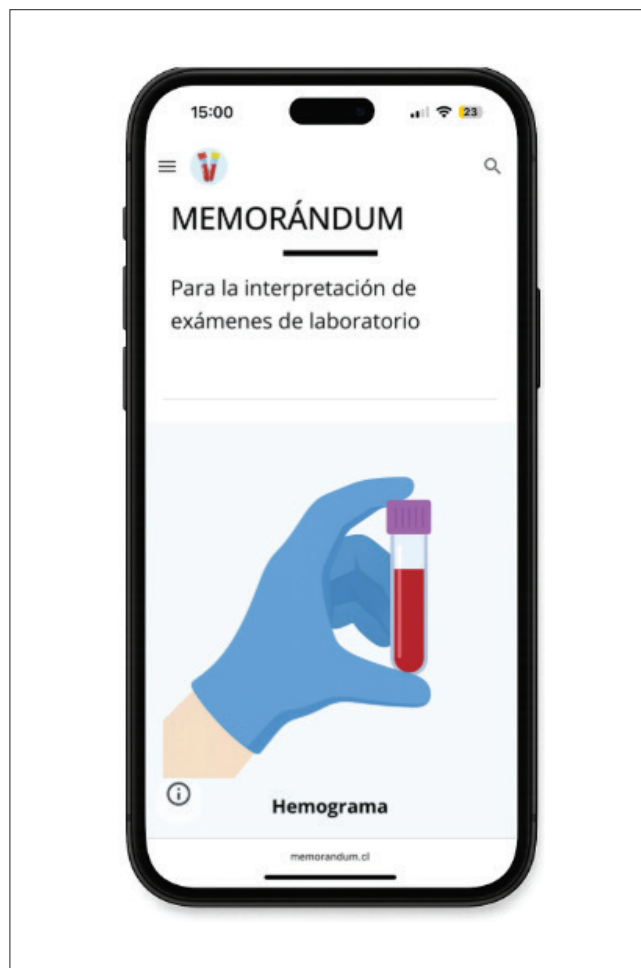 15:00
23
MEMORÁNDUM
Para la interpretación de
exámenes de laboratorio
Hemograma
memorandum.cl